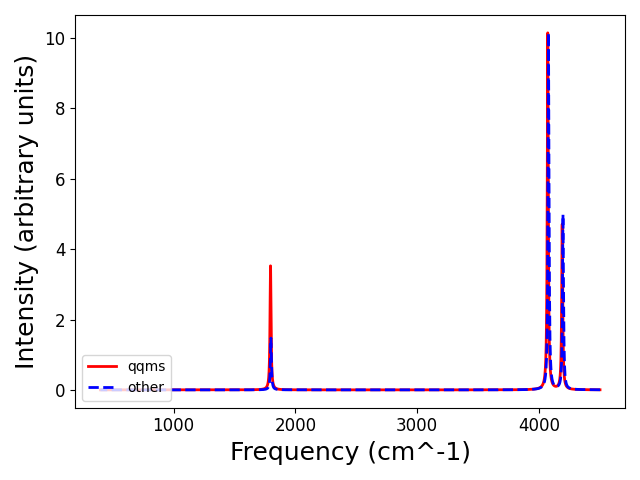 Intensity (arbitrary units)
10
8
6
4
2
0
qqms
other
1000
2000
3000
4000
Frequency (cm^-1)